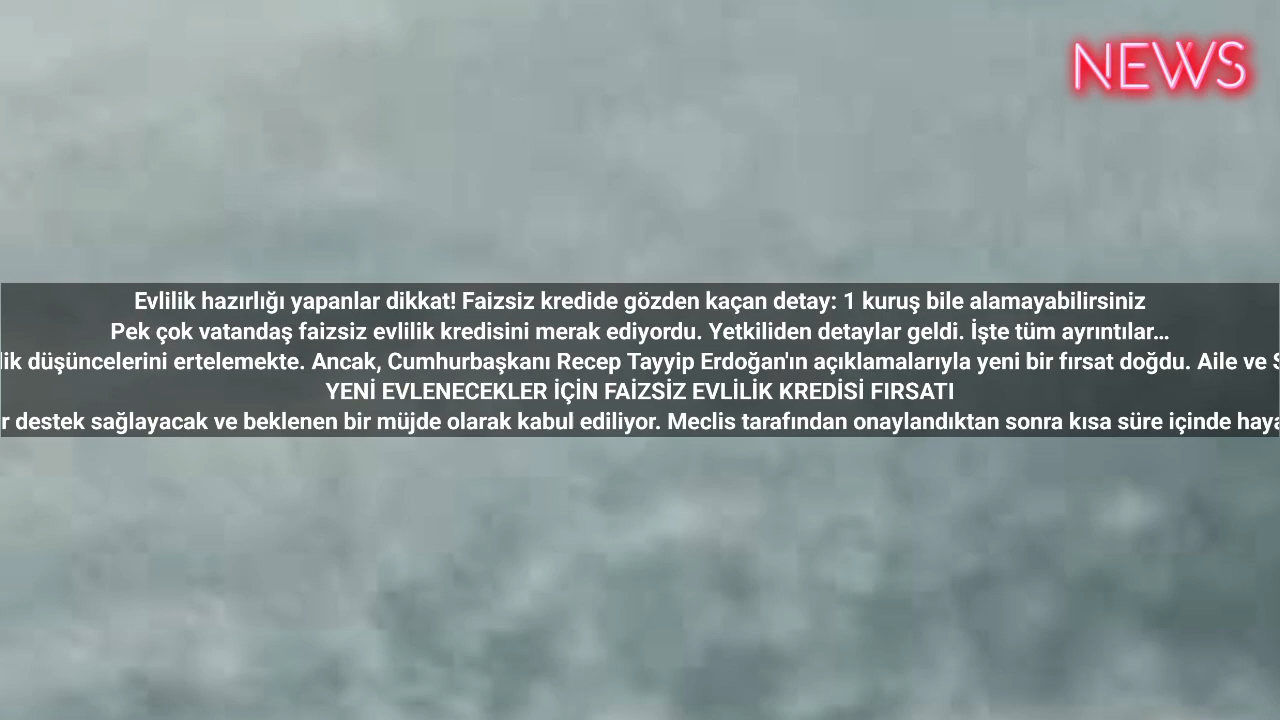 NEWS
Evlilik hazırlığı yapanlar dikkat! Faizsiz kredide gözden kaçan detay: 1 kuruş bile alamayabilirsiniz
Pek çok vatandaş faizsiz evlilik kredisini merak ediyordu. Yetkiliden detaylar geldi. İşte tüm ayrıntılar...
düşüncelerini ertelemekte. Ancak, Cumhurbaşkanı Recep Tayyip Erdoğan'ın açıklamalarıyla yeni bir fırsat doğdu. Aile ve
YENİ EVLENECEKLER İÇİN FAİZSİZ EVLİLİK KREDİSİ FIRSATI
destek sağlayacak ve beklenen bir müjde olarak kabul ediliyor. Meclis tarafından onaylandıktan sonra kısa süre içinde